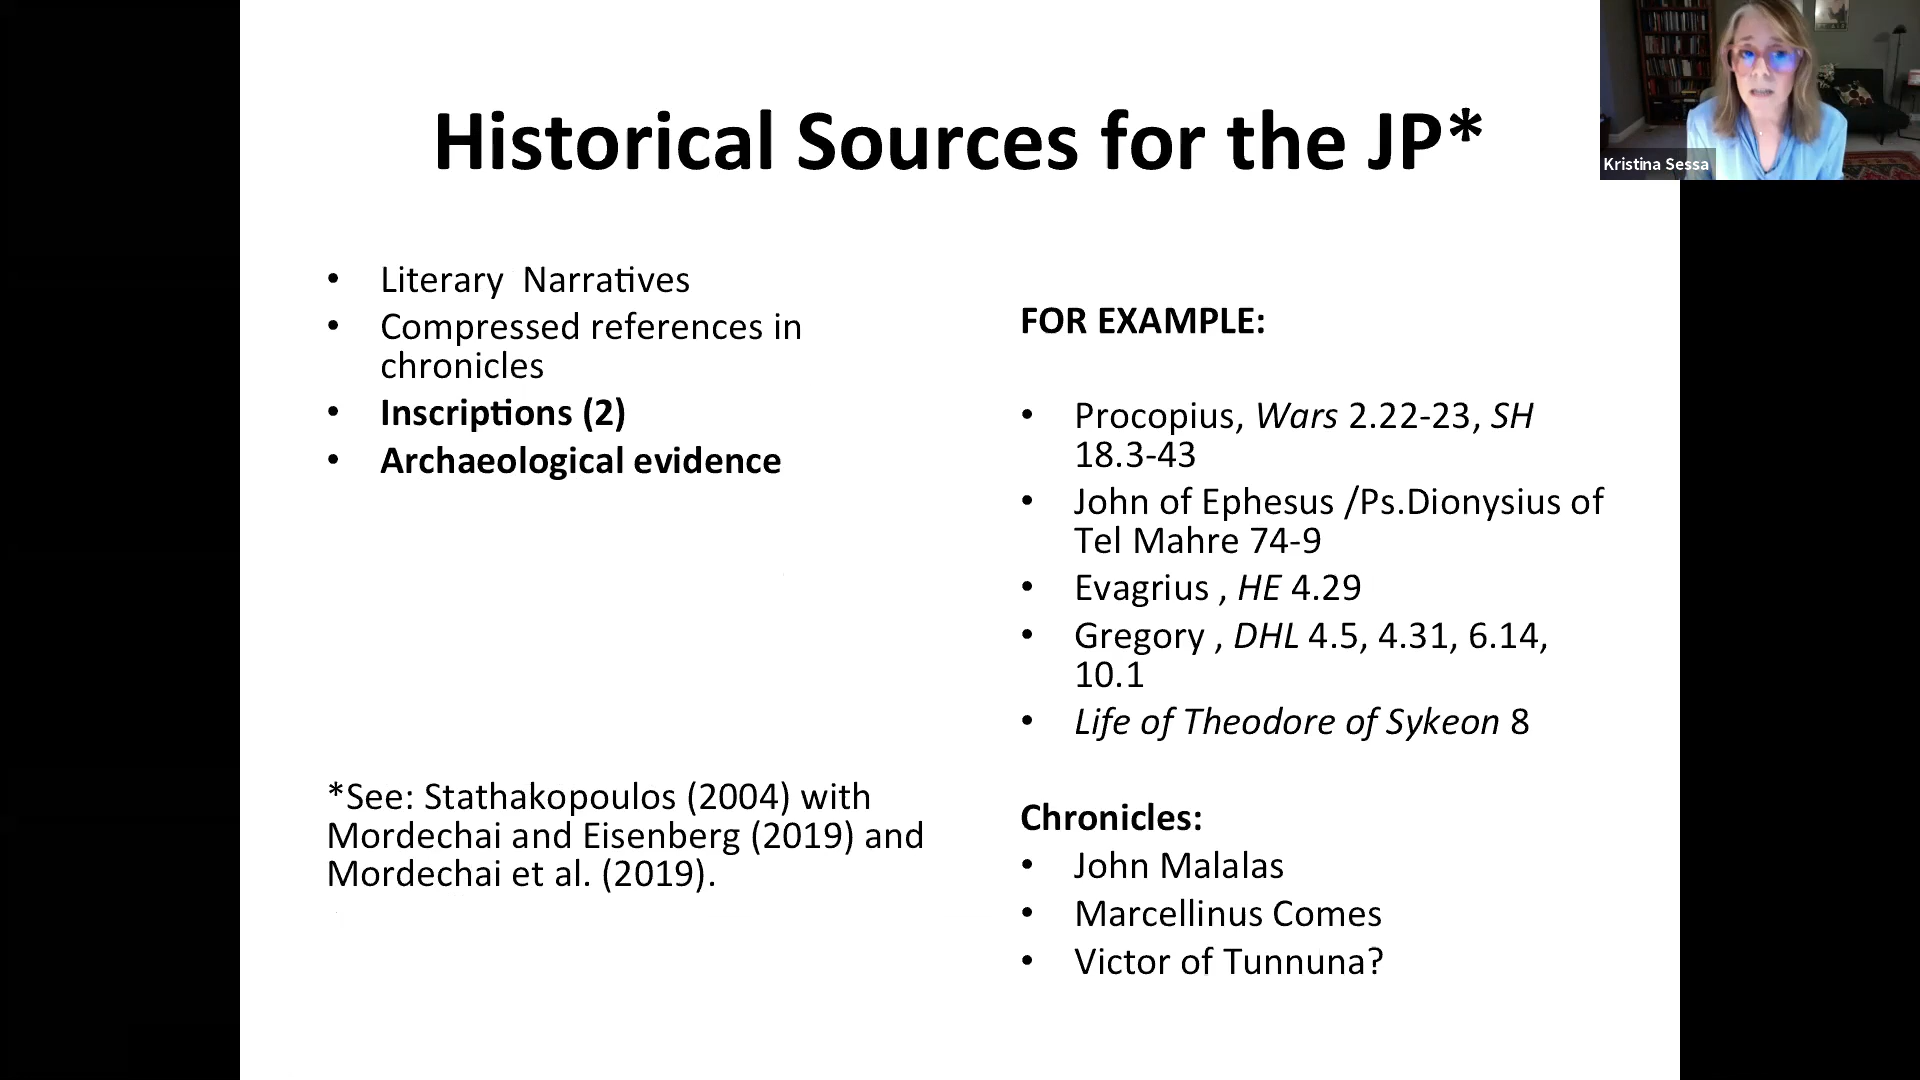 Historical Sources for the JP*
Kristina Sessa
• Literary Narratives
• Compressed references in
chronicles
• Inscriptions (2)
• Archaeological evidence
*See: Stathakopoulos (2004) with
Mordechai and Eisenberg (2019) and
Mordechai et al. (2019).
FOR EXAMPLE:
• Procopius, Wars 2.22-23, SH
18.3-43
• John of Ephesus /Ps.Dionysius of
Tel Mahre 74-9
• Evagrius , HE 4.29
• Gregory , DHL 4.5, 4.31, 6.14,
10.1
• Life of Theodore of Sykeon 8
Chronicles:
• John Malalas
• Marcellinus Comes
• Victor of Tunnuna?